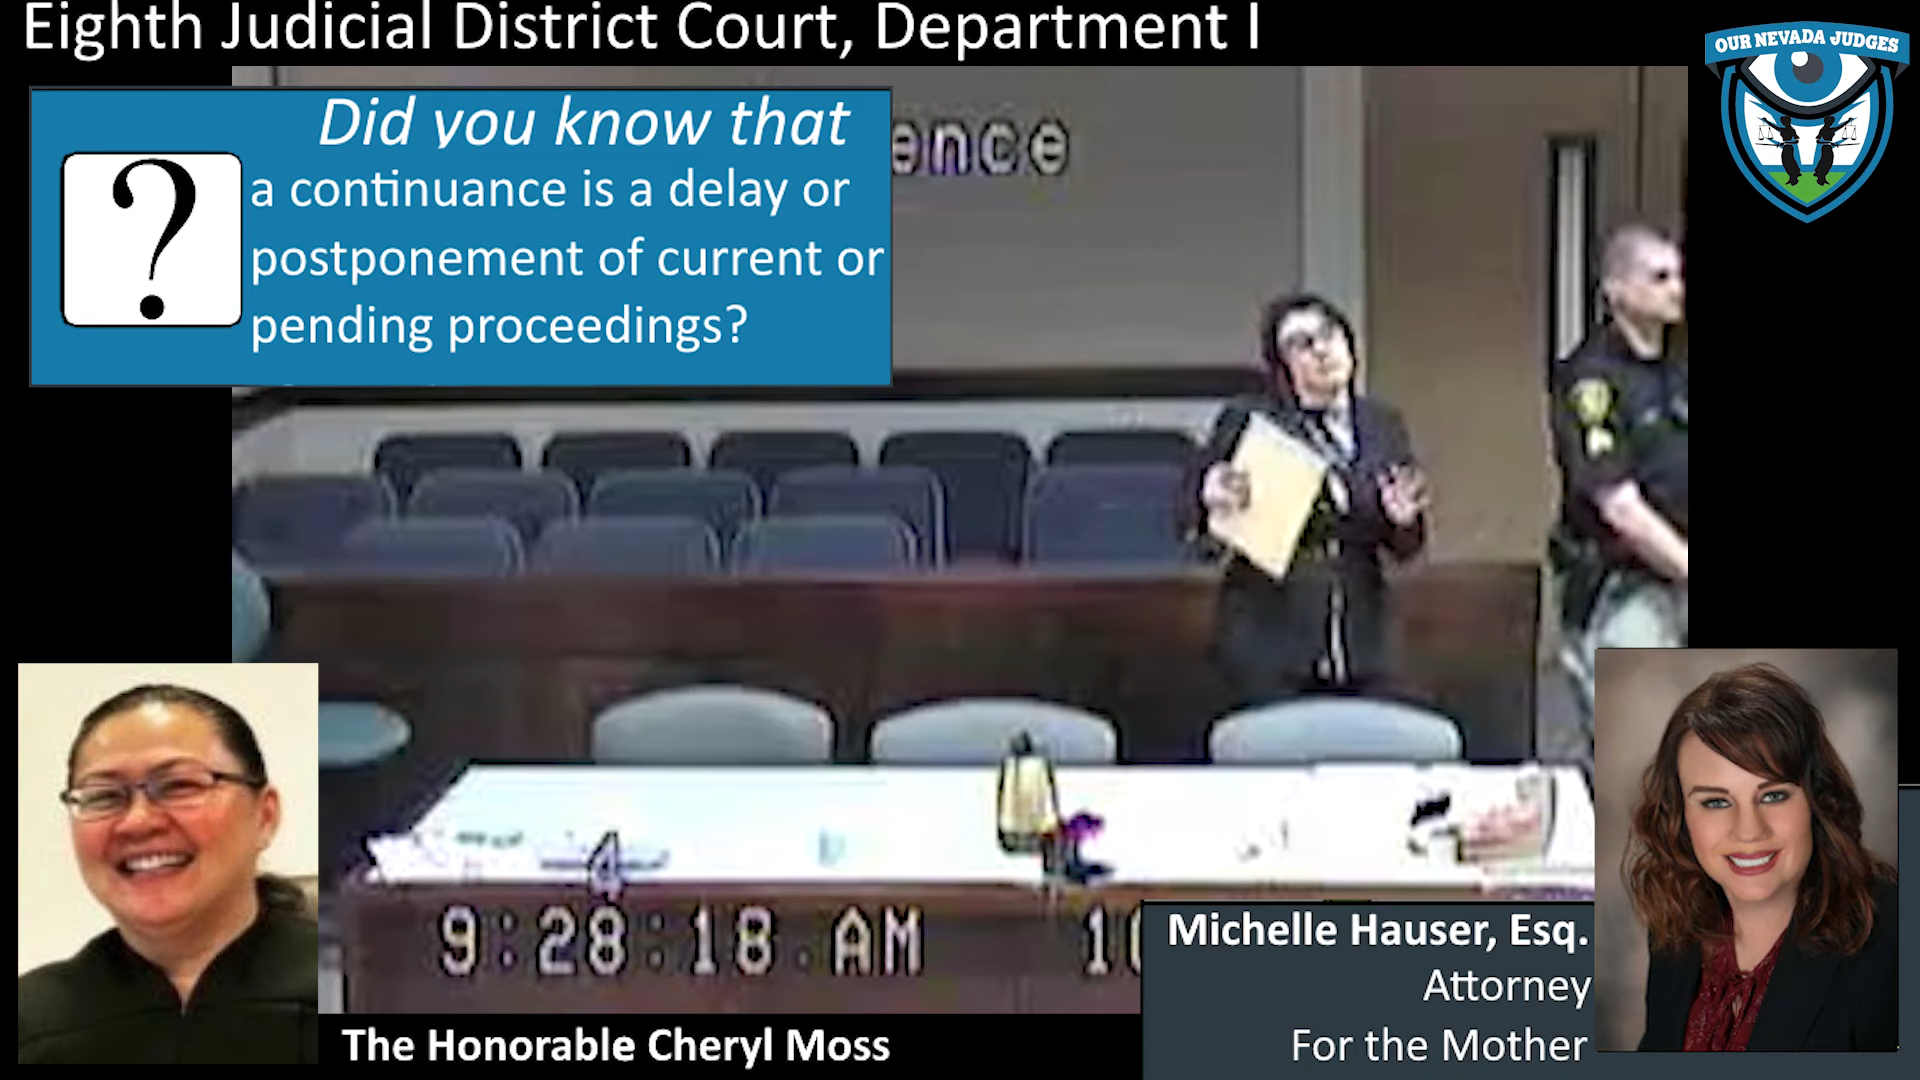 Eighth Judicial District Court, Department I
OUR NEVADA JUDGES
Did you know that
?
a continuance is a delay or
postponement of current or
pending proceedings?
ence
4
9:28:18 AM 10
Michelle Hauser, Esq.
Attorney
For the Mother
The Honorable Cheryl Moss